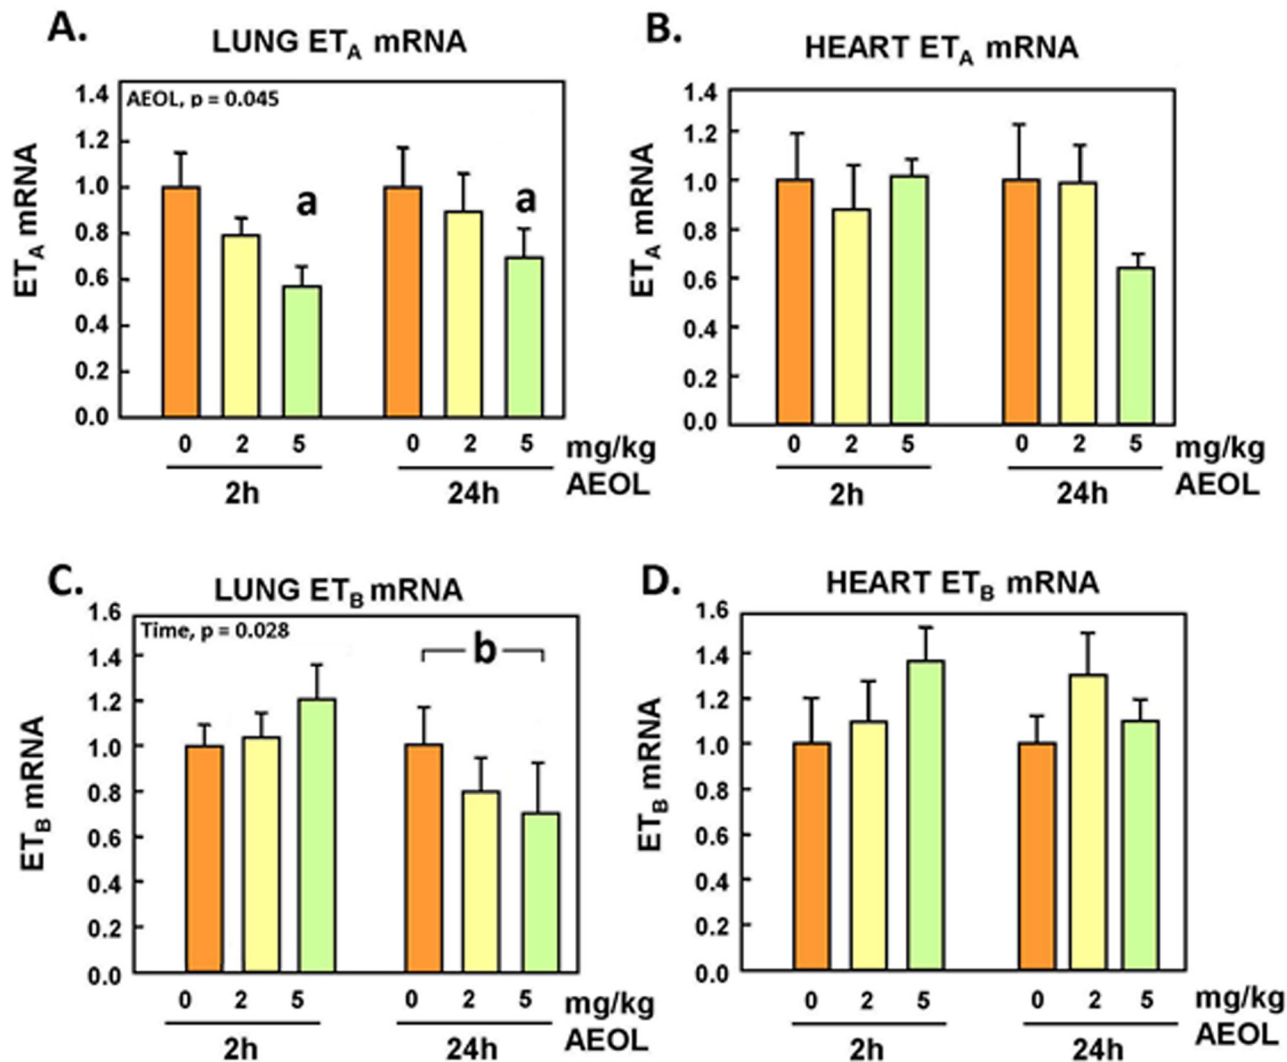 A.
LUNG ETA mRNA
AEOL, p = 0.045
ETA mRNA
1.4
1.2
1.0
0.8
0.6
0.4
0.2
0.0
a
a
0 2 5 0 2 5 mg/kg
2h 24h AEOL
B.
HEART ETA mRNA
ETA mRNA
1.4
1.2
1.0
0.8
0.6
0.4
0.2
0.0
0 2 5 0 2 5 mg/kg
2h 24h AEOL
C.
LUNG ETB mRNA
Time, p = 0.028
ETB mRNA
1.6
1.4
1.2
1.0
0.8
0.6
0.4
0.2
0.0
b
0 2 5 0 2 5 mg/kg
2h 24h AEOL
D.
HEART ETB mRNA
ETB mRNA
1.6
1.4
1.2
1.0
0.8
0.6
0.4
0.2
0.0
0 2 5 0 2 5 mg/kg
2h 24h AEOL